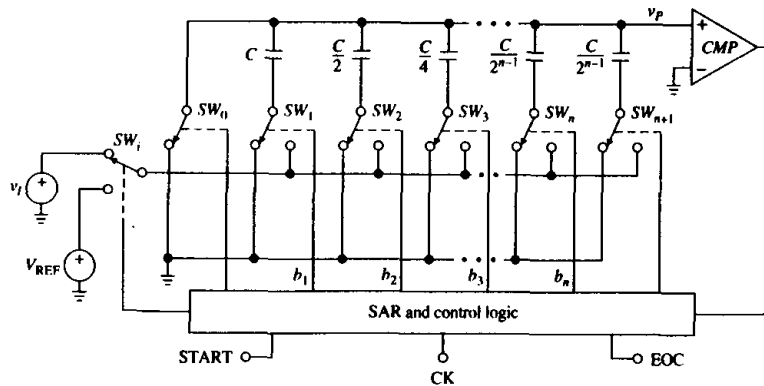 v_P
+
−
CMP
C
C/2
C/4
C/2^{n-1}
C/2^{n-1}
SW_0
SW_1
SW_2
SW_3
SW_n
SW_{n+1}
SW_i
v_I
+
V_REF
+
b_1
b_2
b_3
b_n
SAR and control logic
START
CK
EOC